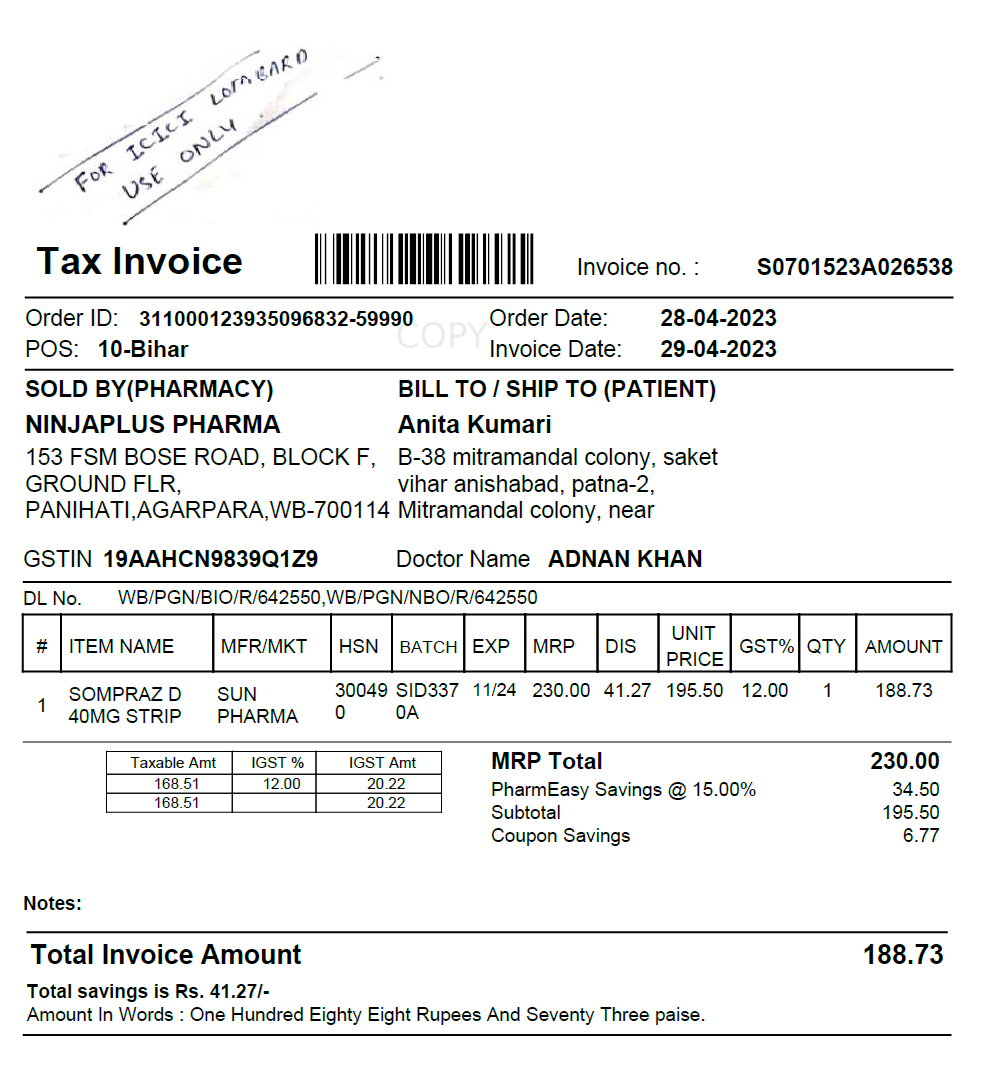 FOR ICICI LOMBARD
USE ONLY
Tax Invoice
Invoice no. : S0701523A026538
Order ID: 311000123935096832-59990
COPY
Order Date: 28-04-2023
POS: 10-Bihar
Invoice Date: 29-04-2023
SOLD BY(PHARMACY)
NINJAPLUS PHARMA
153 FSM BOSE ROAD, BLOCK F,
GROUND FLR,
PANIHATI,AGARPARA,WB-700114
BILL TO / SHIP TO (PATIENT)
Anita Kumari
B-38 mitramandal colony, saket
vihar anishabad, patna-2,
Mitramandal colony, near
GSTIN 19AAHCN9839Q1Z9
Doctor Name ADNAN KHAN
DL No. WB/PGN/BIO/R/642550,WB/PGN/NBO/R/642550
# ITEM NAME MFR/MKT HSN BATCH EXP MRP DIS UNIT PRICE GST% QTY AMOUNT
1 SOMPRAZ D 40MG STRIP SUN PHARMA 300490 SID3370A 11/24 230.00 41.27 195.50 12.00 1 188.73
Taxable Amt IGST % IGST Amt
168.51 12.00 20.22
168.51 20.22
MRP Total 230.00
PharmEasy Savings @ 15.00% 34.50
Subtotal 195.50
Coupon Savings 6.77
Notes:
Total Invoice Amount 188.73
Total savings is Rs. 41.27/-
Amount In Words : One Hundred Eighty Eight Rupees And Seventy Three paise.